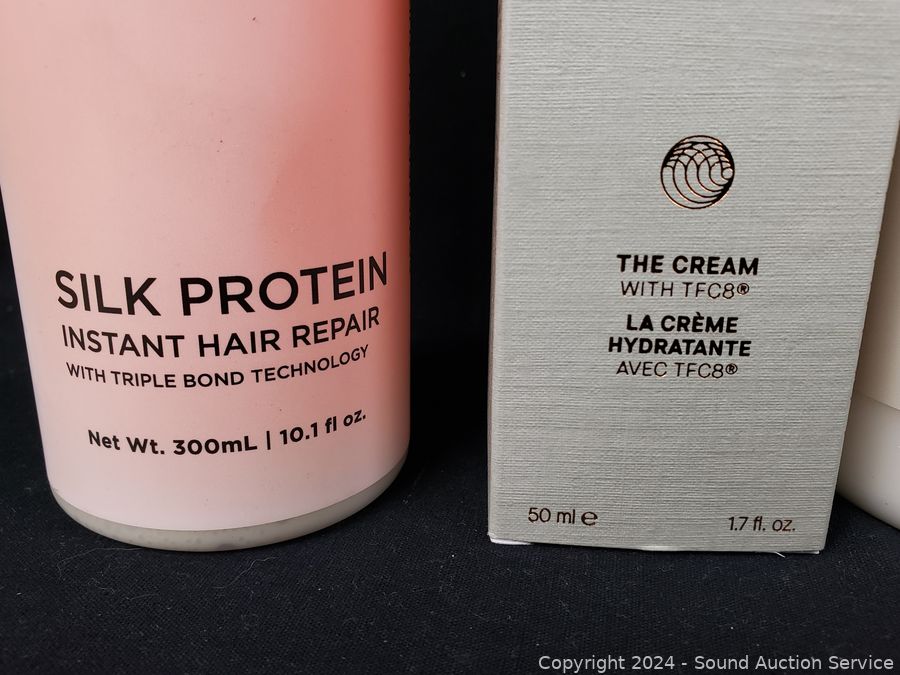 SILK PROTEIN
INSTANT HAIR REPAIR
WITH TRIPLE BOND TECHNOLOGY
Net Wt. 300mL | 10.1 fl oz.
THE CREAM
WITH TFC8®
LA CRÈME
HYDRATANTE
AVEC TFC8®
50 ml ℮
1.7 fl. oz.
Copyright 2024 - Sound Auction Service